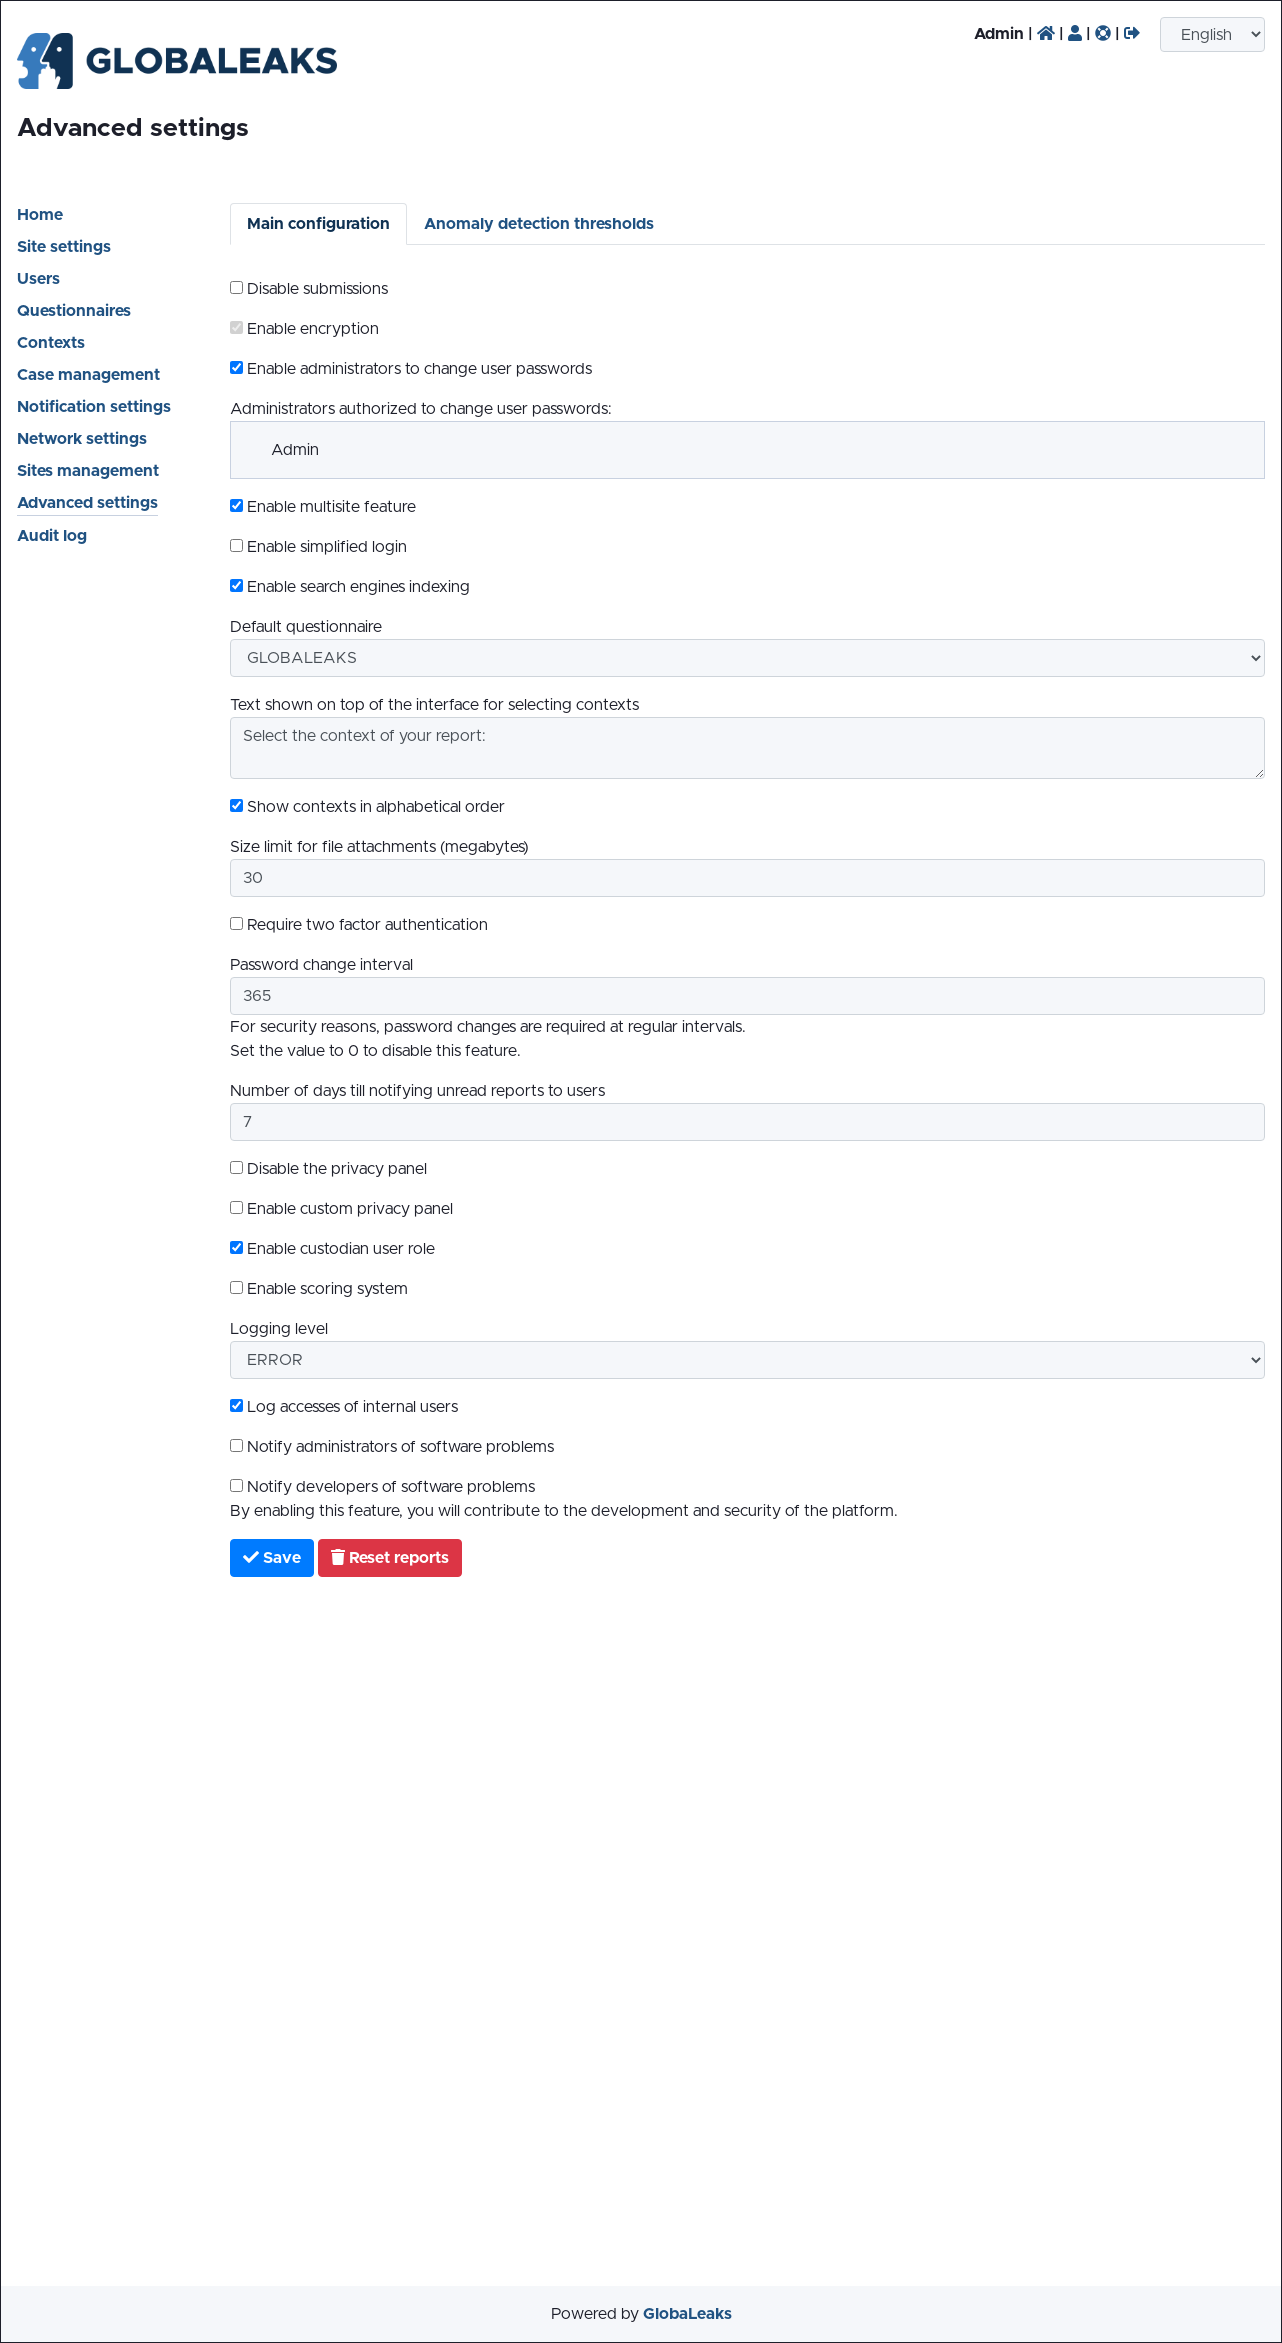 GLOBALEAKS
Admin | | | |
English
Advanced settings
Home
Site settings
Users
Questionnaires
Contexts
Case management
Notification settings
Network settings
Sites management
Advanced settings
Audit log
Main configuration
Anomaly detection thresholds
Disable submissions
Enable encryption
Enable administrators to change user passwords
Administrators authorized to change user passwords:
Admin
Enable multisite feature
Enable simplified login
Enable search engines indexing
Default questionnaire
GLOBALEAKS
Text shown on top of the interface for selecting contexts
Select the context of your report:
Show contexts in alphabetical order
Size limit for file attachments (megabytes)
30
Require two factor authentication
Password change interval
365
For security reasons, password changes are required at regular intervals.
Set the value to 0 to disable this feature.
Number of days till notifying unread reports to users
7
Disable the privacy panel
Enable custom privacy panel
Enable custodian user role
Enable scoring system
Logging level
ERROR
Log accesses of internal users
Notify administrators of software problems
Notify developers of software problems
By enabling this feature, you will contribute to the development and security of the platform.
Save
Reset reports
Powered by GlobaLeaks